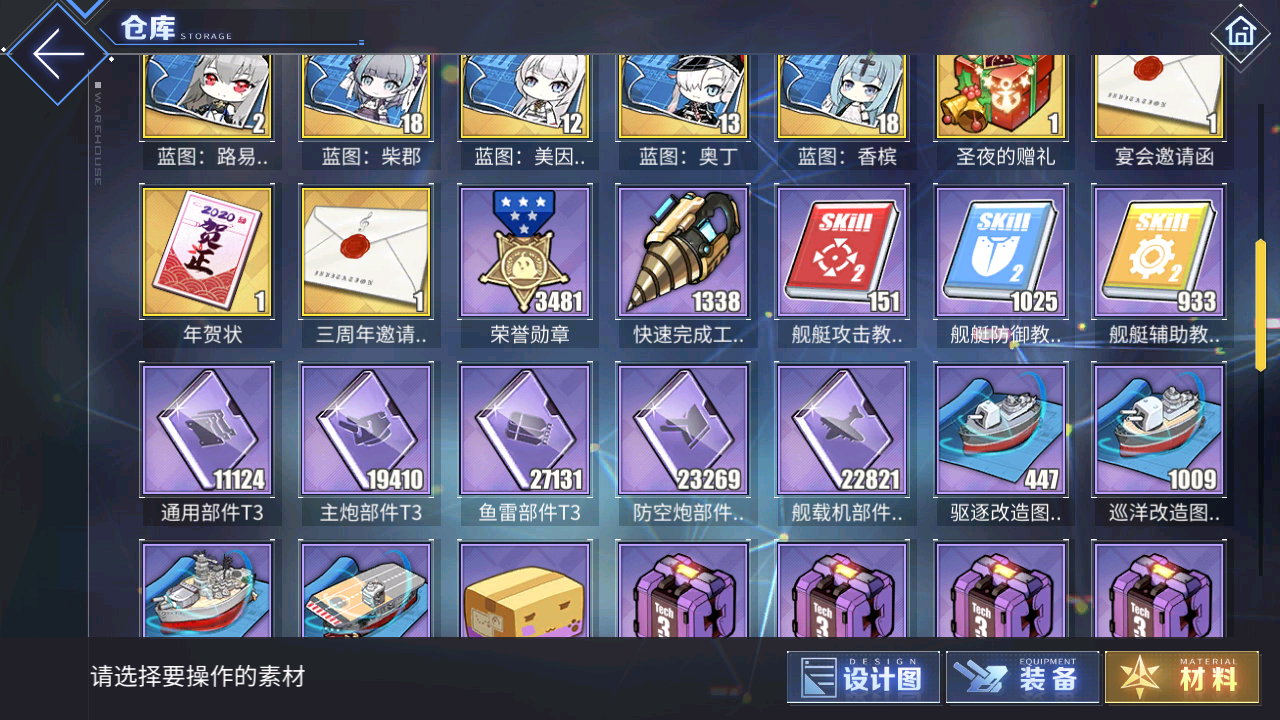 仓库 STORAGE
WAREHOUSE
2 18 12 13 18 1 1
INVITATION
蓝图：路易.. 蓝图：柴郡 蓝图：美因.. 蓝图：奥丁 蓝图：香槟 圣夜的赠礼 宴会邀请函
2020 贺正
INVITATION
SKill 2 SKill 2 SKill 2
1 1 3481 1338 151 1025 933
年贺状 三周年邀请.. 荣誉勋章 快速完成工.. 舰艇攻击教.. 舰艇防御教.. 舰艇辅助教..
11124 19410 27131 23269 22821 447 1009
通用部件T3 主炮部件T3 鱼雷部件T3 防空炮部件.. 舰载机部件.. 驱逐改造图.. 巡洋改造图..
Tech 3 Tech 3 Tech 3 Tech 3
请选择要操作的素材
DESIGN 设计图
EQUIPMENT 装备
MATERIAL 材料